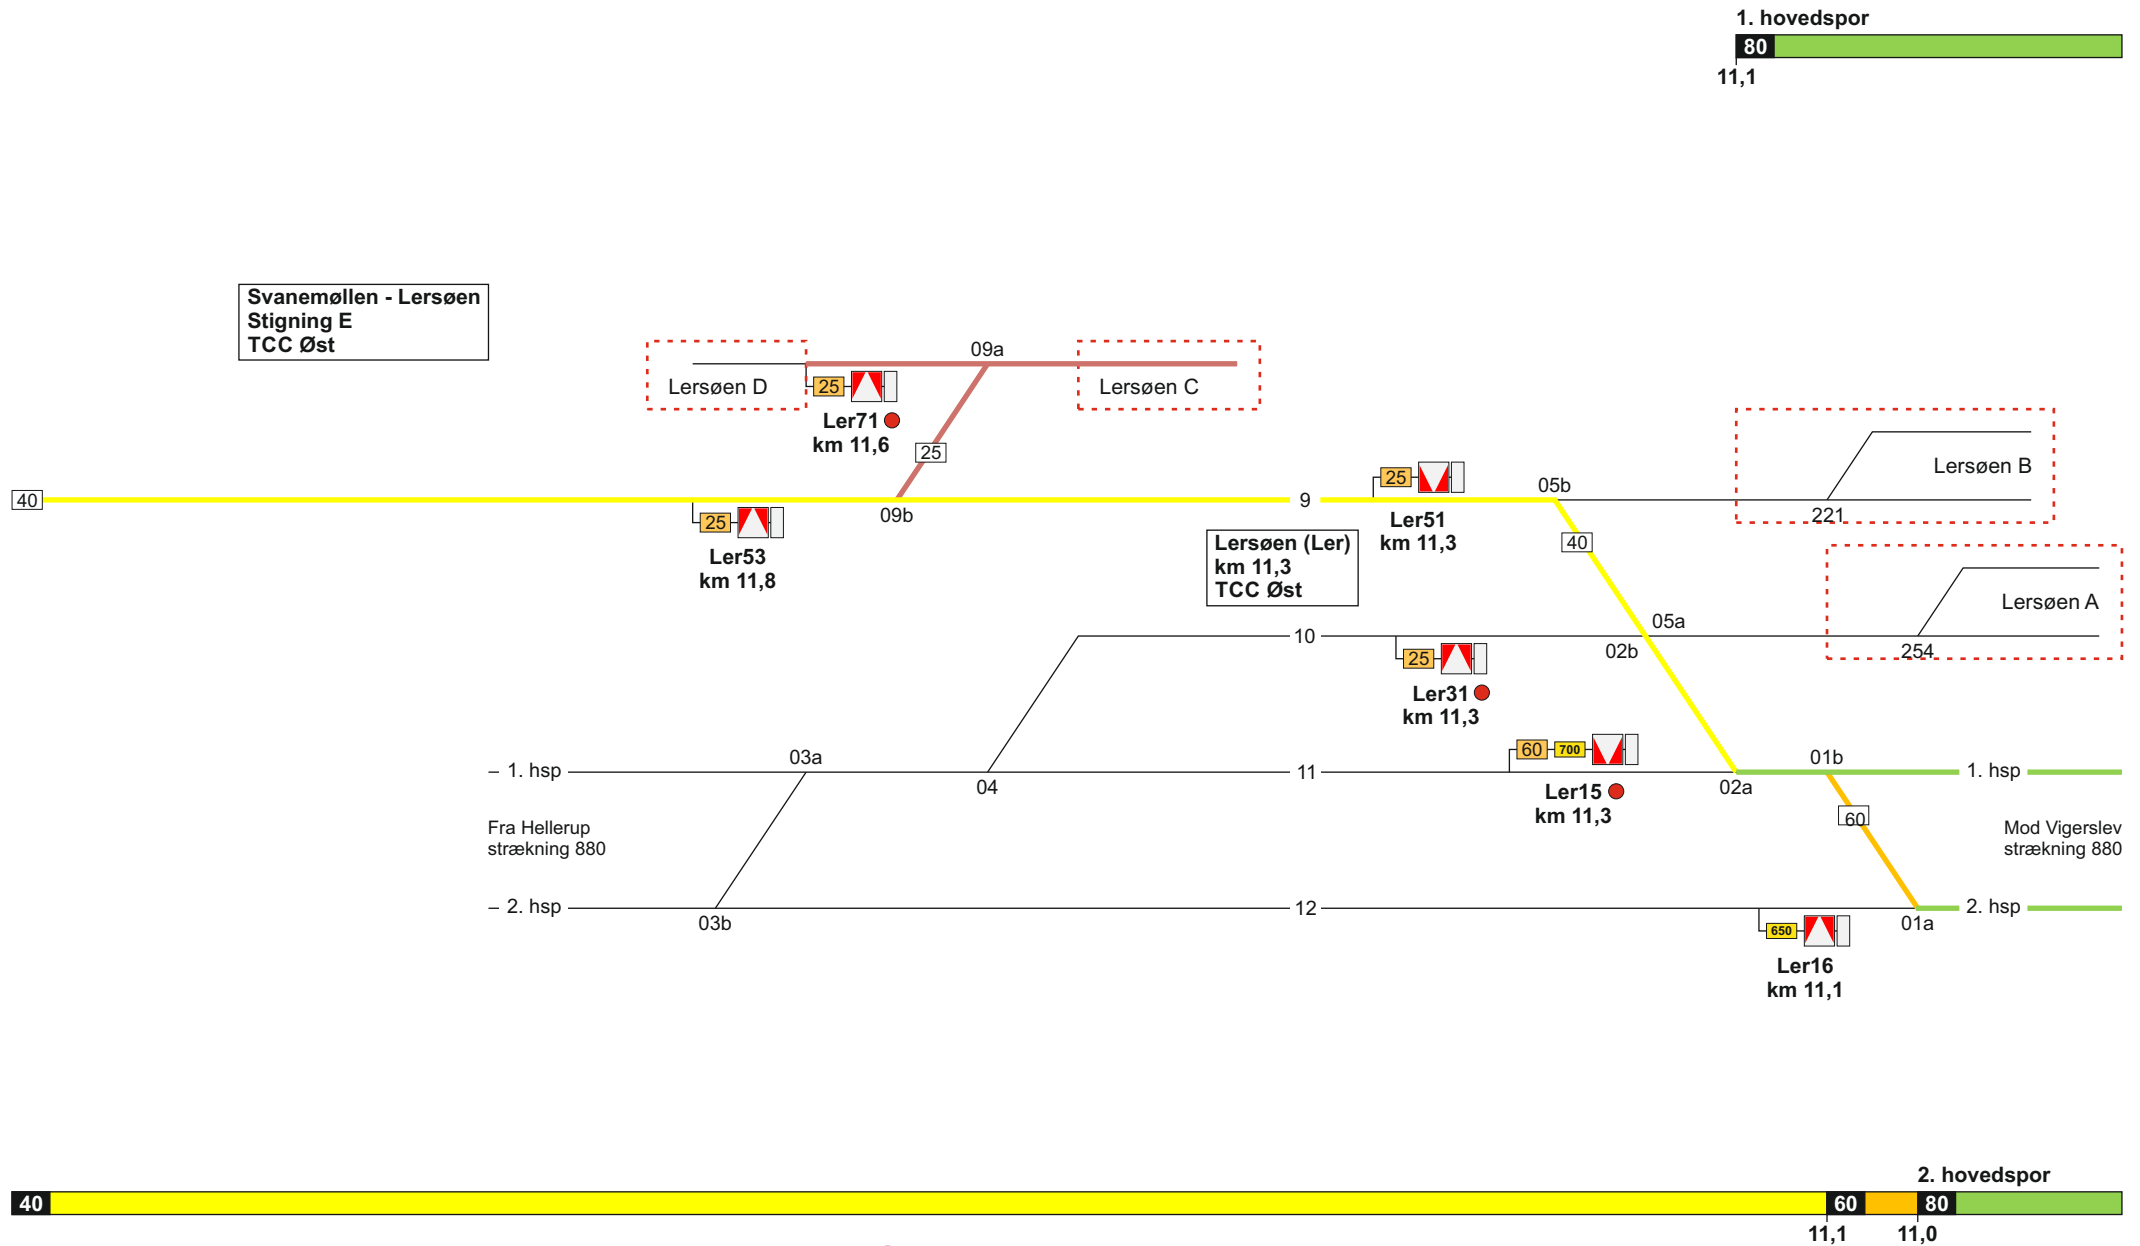 1. hovedspor
80
11,1
Svanemøllen - Lersøen
Stigning E
TCC Øst
09a
Lersøen D
25
Lersøen C
Ler71
km 11,6
25
Lersøen B
40
9
25
05b
09b
221
25
Ler51
km 11,3
Ler53
km 11,8
Lersøen (Ler)
km 11,3
TCC Øst
40
Lersøen A
05a
10
02b
254
25
Ler31
km 11,3
03a
60
700
01b
1. hsp
11
1. hsp
04
02a
Ler15
km 11,3
60
Fra Hellerup
strækning 880
Mod Vigerslev
strækning 880
2. hsp
12
2. hsp
03b
01a
650
Ler16
km 11,1
2. hovedspor
40
60
80
11,1
11,0